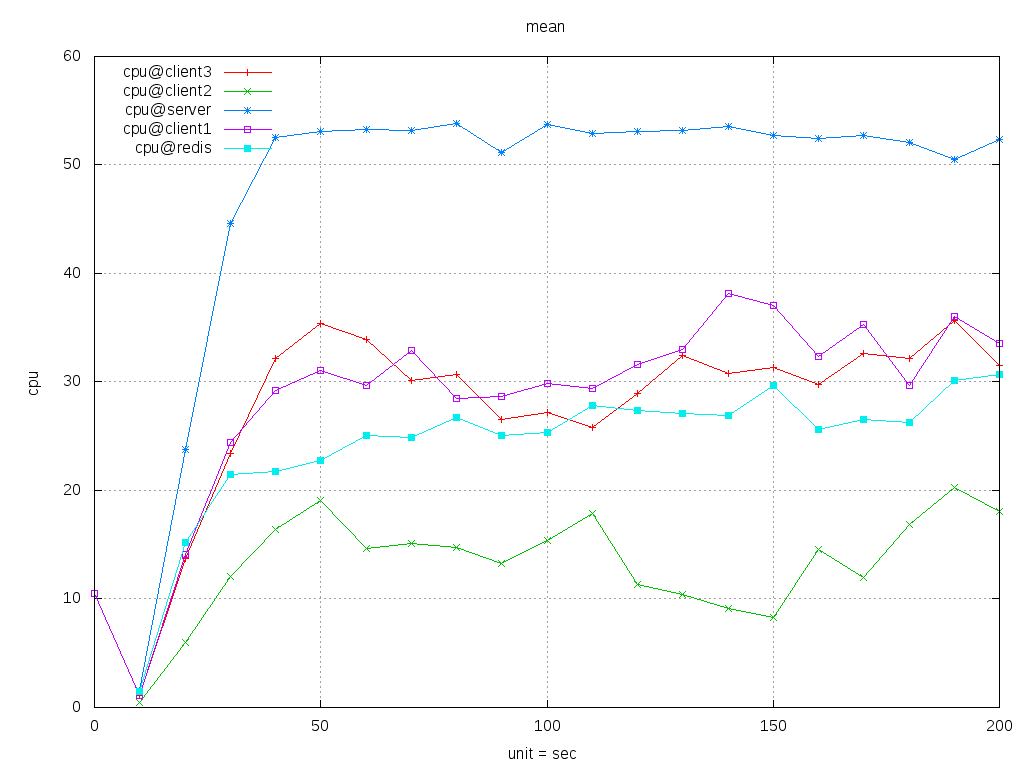 mean
60
50
40
30
20
10
0
cpu
cpu@client3
cpu@client2
cpu@server
cpu@client1
cpu@redis
0 50 100 150 200
unit = sec